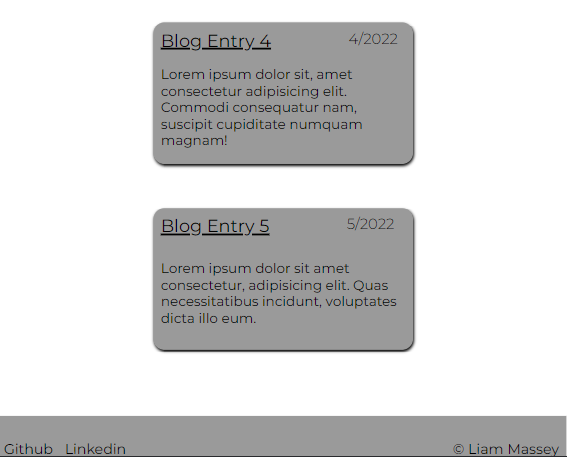 Blog Entry 4 4/2022
Lorem ipsum dolor sit, amet
consectetur adipisicing elit.
Commodi consequatur nam,
suscipit cupiditate numquam
magnam!
Blog Entry 5 5/2022
Lorem ipsum dolor sit amet
consectetur, adipisicing elit. Quas
necessitatibus incidunt, voluptates
dicta illo eum.
Github Linkedin © Liam Massey